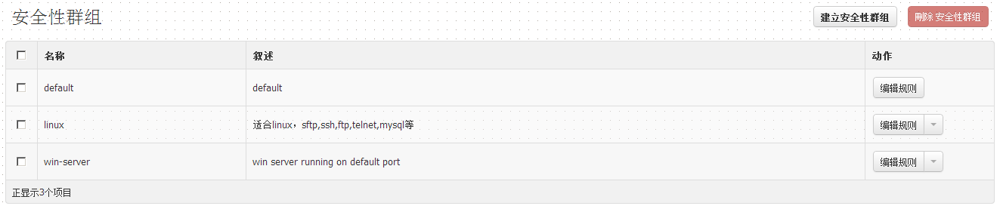 安全性群组
建立安全性群组 刪除 安全性群组
名称 叙述 动作
default default 编辑规则
linux 适合linux，sftp,ssh,ftp,telnet,mysql等 编辑规则
win-server win server running on default port 编辑规则
正显示3个项目